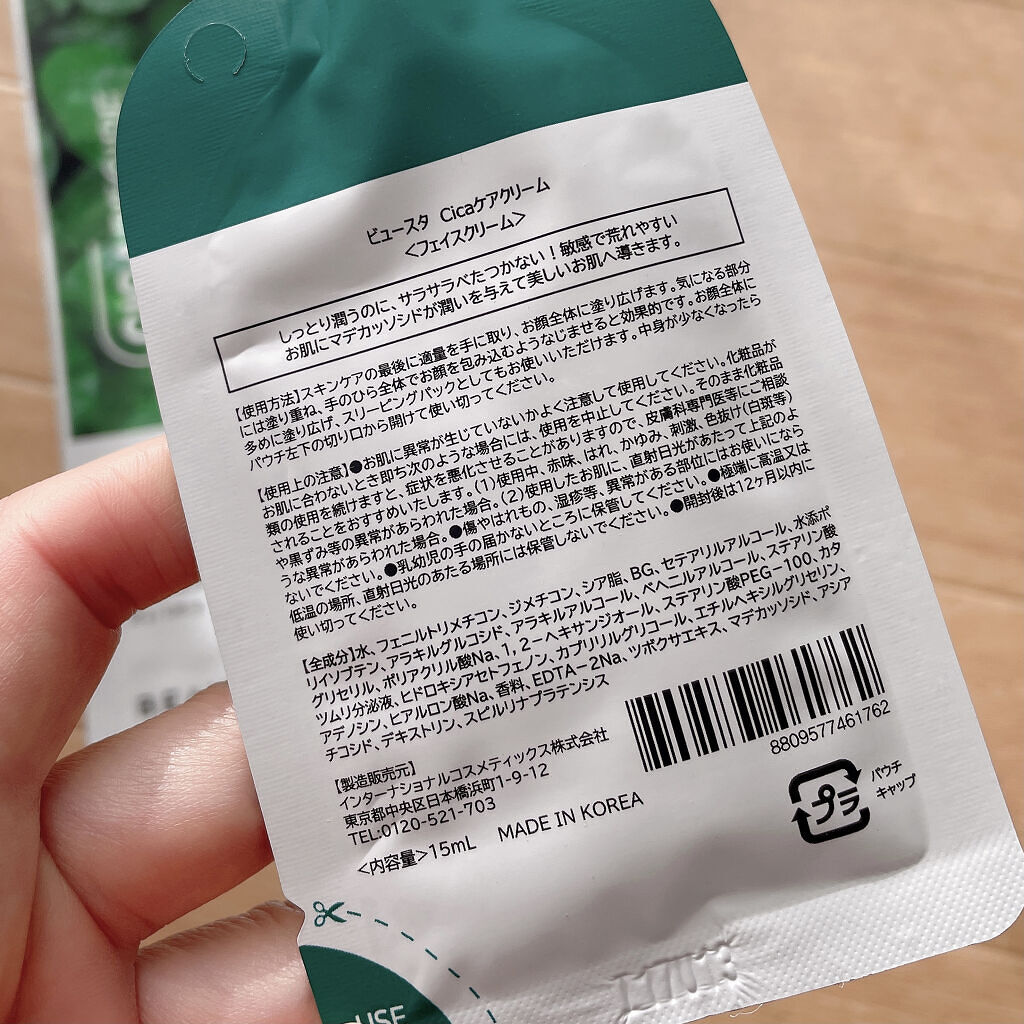 ビュースタ Cicaケアクリーム
<フェイスクリーム>
しっとり潤うのに、サラサラべたつかない！敏感で荒れやすい
お肌にマデカッソシドが潤いを与えて美しいお肌へ導きます。
【使用方法】スキンケアの最後に適量を手に取り、お顔全体に塗り広げます。気になる部分
には塗り重ね、手のひら全体でお顔を包み込むようなじませると効果的です。お顔全体に
多めに塗り広げ、スリーピングパックとしてもお使いいただけます。中身が少なくなったら
パウチ左下の切り口から開けて使い切ってください。
【使用上の注意】●お肌に異常が生じていないかよく注意して使用してください。化粧品が
お肌に合わないとき即ち次のような場合には、使用を中止してください。そのまま化粧品
類の使用を続けますと、症状を悪化させることがありますので、皮膚科専門医等にご相談
されることをおすすめいたします。(1)使用中、赤味、はれ、かゆみ、刺激、色抜け(白斑等)
や黒ずみ等の異常があらわれた場合。(2)使用したお肌に、直射日光があたって上記のよ
うな異常があらわれた場合。●傷やはれもの、湿疹等、異常がある部位にはお使いになら
ないでください。●乳幼児の手の届かないところに保管してください。●極端に高温又は
低温の場所、直射日光のあたる場所には保管しないでください。●開封後は12ヶ月以内に
使い切ってください。
【全成分】水、フェニルトリメチコン、ジメチコン、シア脂、BG、セテアリルアルコール、水添ポ
リイソブテン、アラキルグルコシド、アラキルアルコール、ベヘニルアルコール、ステアリン酸
グリセリル、ポリアクリル酸Na、1,2-ヘキサンジオール、ステアリン酸PEG-100、カタ
ツムリ分泌液、ヒドロキシアセトフェノン、カプリリルグリコール、エチルヘキシルグリセリン、
アデノシン、ヒアルロン酸Na、香料、EDTA-2Na、ツボクサエキス、マデカッソシド、アシア
チコシド、デキストリン、スピルリナプラテンシス
【製造販売元】
インターナショナルコスメティックス株式会社
東京都中央区日本橋浜町1-9-12
TEL:0120-521-703
<内容量>15mL MADE IN KOREA
8809577461762
プラ
パウチ
キャップ